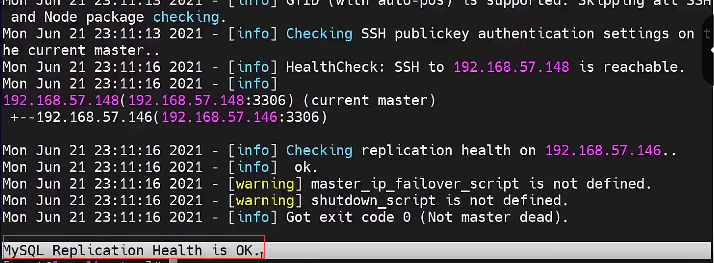 Mon Jun 21 23:11:13 2021 - [info] GTID (with auto-pos) is supported. Skipping all SSH
and Node package checking.
Mon Jun 21 23:11:13 2021 - [info] Checking SSH publickey authentication settings on t
he current master..
Mon Jun 21 23:11:16 2021 - [info] HealthCheck: SSH to 192.168.57.148 is reachable.
Mon Jun 21 23:11:16 2021 - [info]
192.168.57.148(192.168.57.148:3306) (current master)
+--192.168.57.146(192.168.57.146:3306)
Mon Jun 21 23:11:16 2021 - [info] Checking replication health on 192.168.57.146..
Mon Jun 21 23:11:16 2021 - [info]  ok.
Mon Jun 21 23:11:16 2021 - [warning] master_ip_failover_script is not defined.
Mon Jun 21 23:11:16 2021 - [warning] shutdown_script is not defined.
Mon Jun 21 23:11:16 2021 - [info] Got exit code 0 (Not master dead).
MySQL Replication Health is OK.